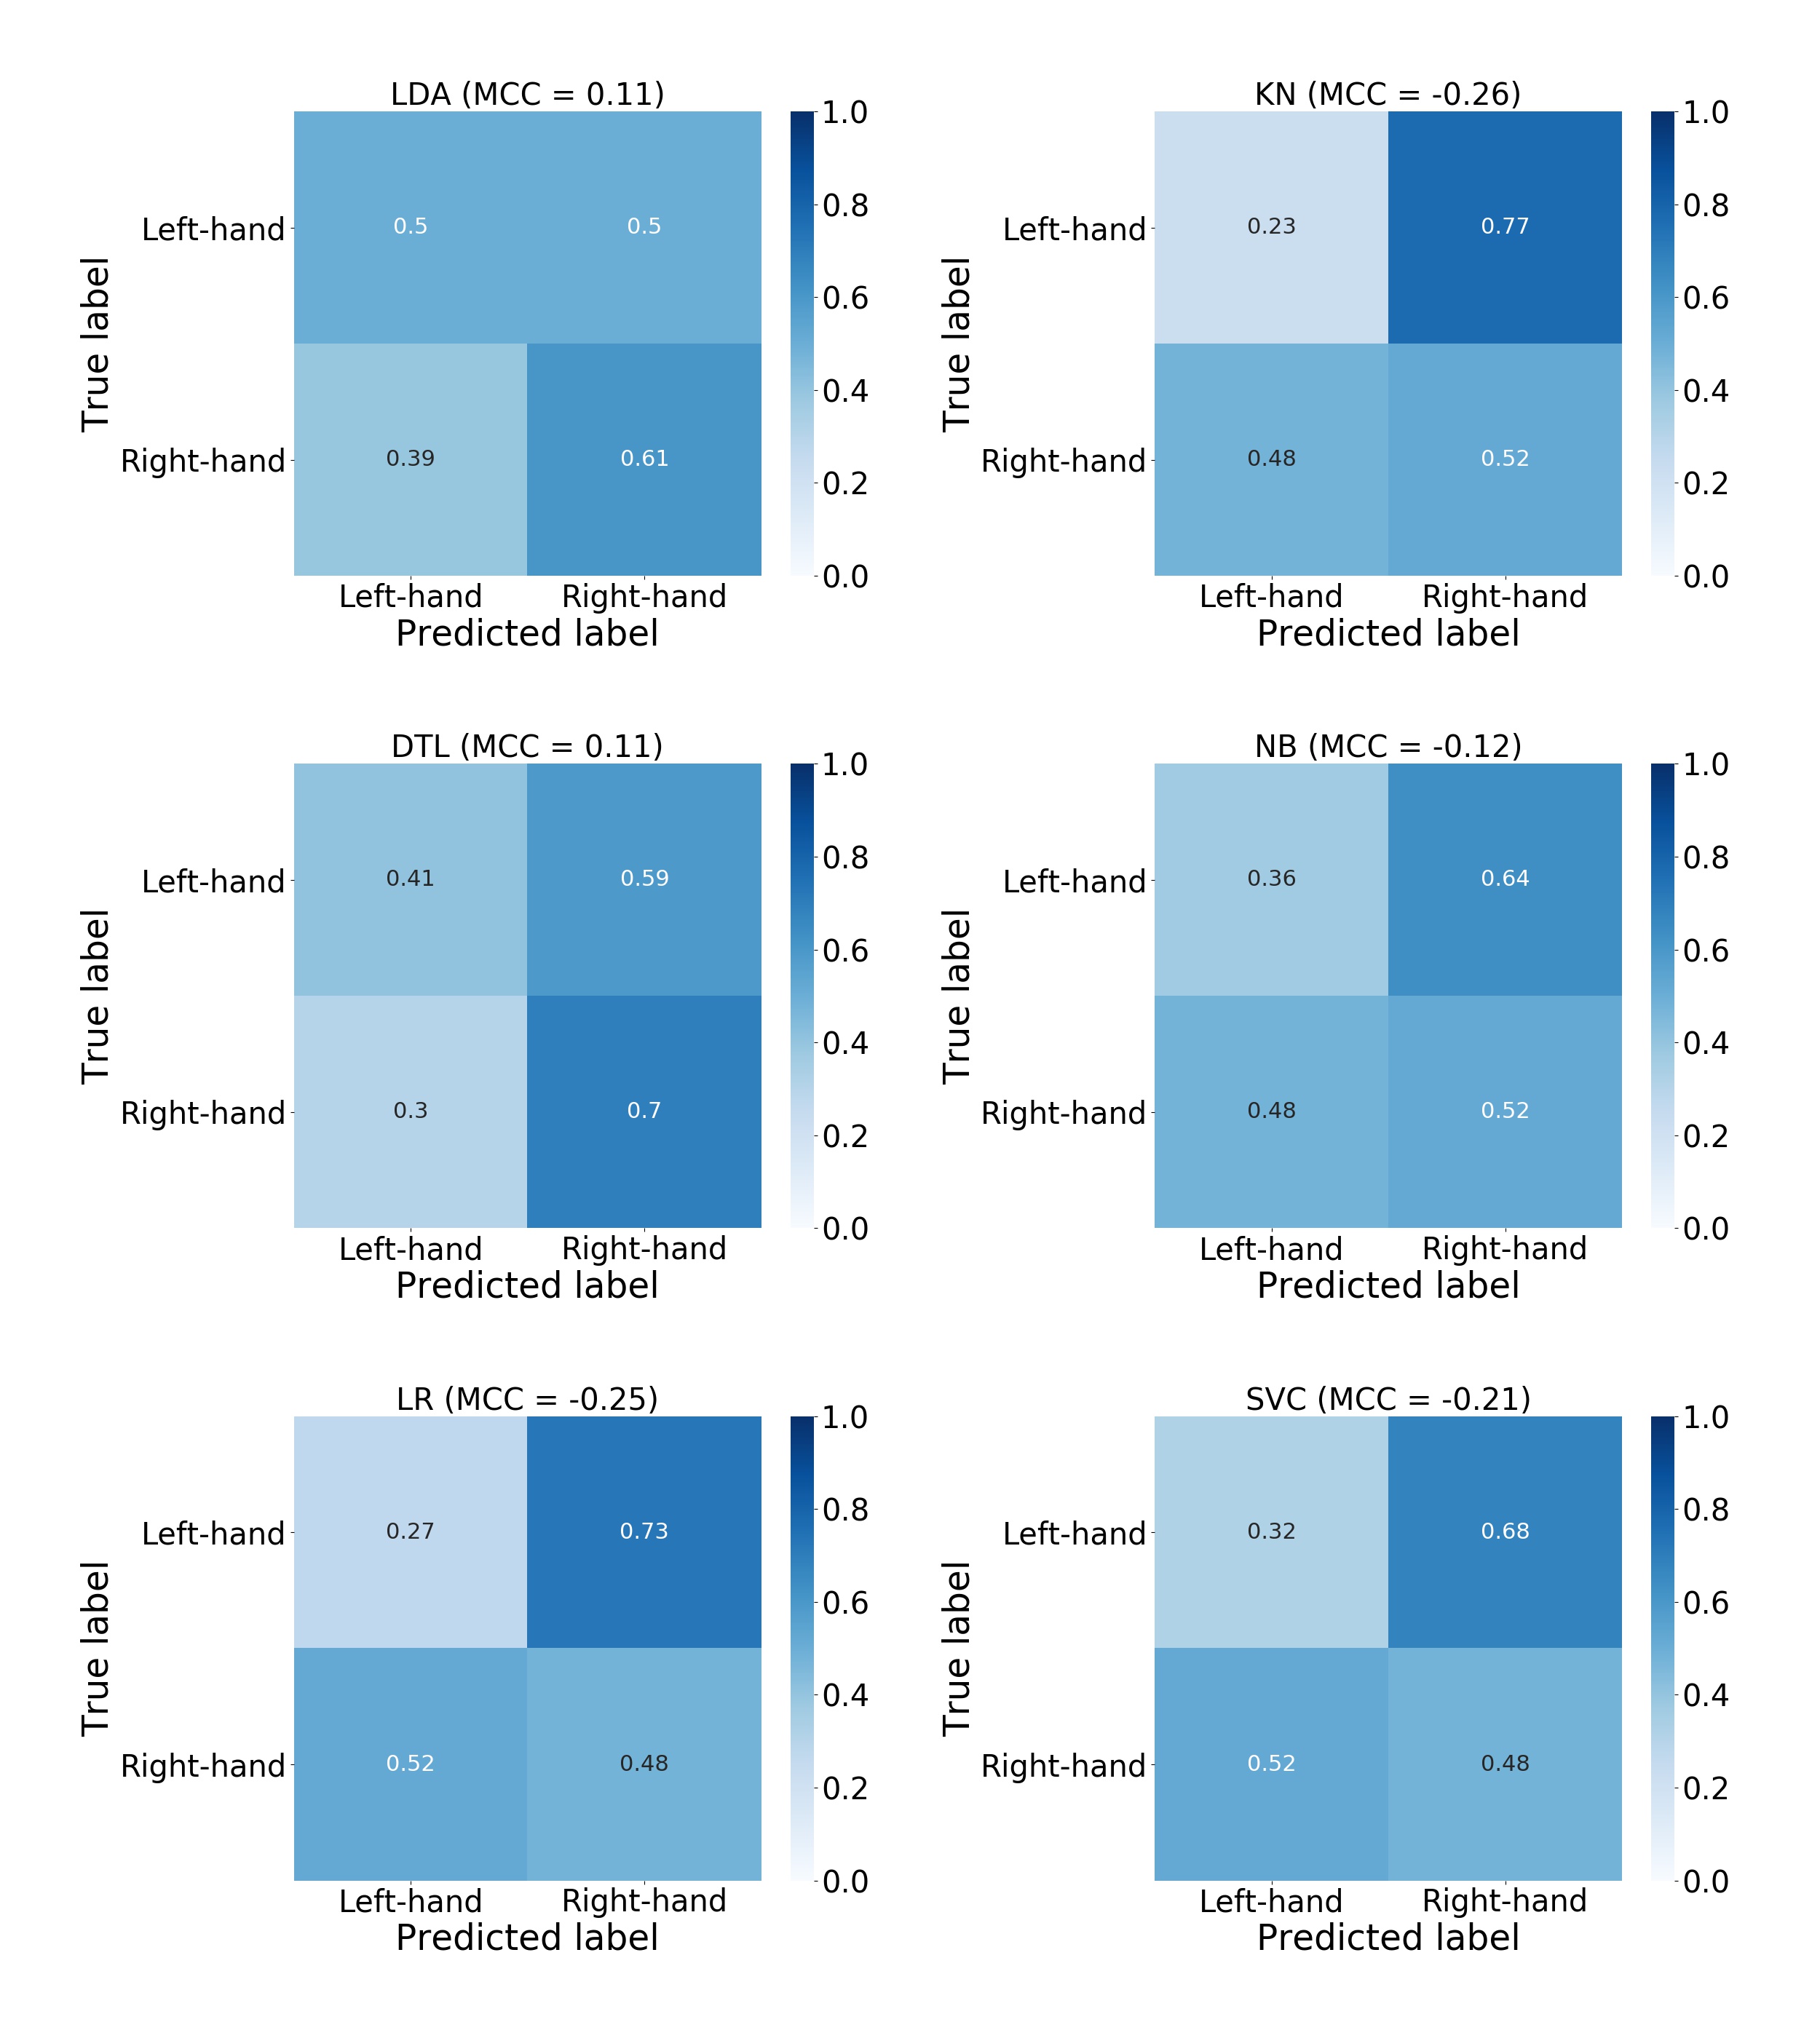 LDA (MCC = 0.11)
True label
Left-hand
0.5 0.5
Right-hand
0.39 0.61
Left-hand Right-hand
Predicted label
1.0
0.8
0.6
0.4
0.2
0.0
KN (MCC = -0.26)
True label
Left-hand
0.23 0.77
Right-hand
0.48 0.52
Left-hand Right-hand
Predicted label
1.0
0.8
0.6
0.4
0.2
0.0
DTL (MCC = 0.11)
True label
Left-hand
0.41 0.59
Right-hand
0.3 0.7
Left-hand Right-hand
Predicted label
1.0
0.8
0.6
0.4
0.2
0.0
NB (MCC = -0.12)
True label
Left-hand
0.36 0.64
Right-hand
0.48 0.52
Left-hand Right-hand
Predicted label
1.0
0.8
0.6
0.4
0.2
0.0
LR (MCC = -0.25)
True label
Left-hand
0.27 0.73
Right-hand
0.52 0.48
Left-hand Right-hand
Predicted label
1.0
0.8
0.6
0.4
0.2
0.0
SVC (MCC = -0.21)
True label
Left-hand
0.32 0.68
Right-hand
0.52 0.48
Left-hand Right-hand
Predicted label
1.0
0.8
0.6
0.4
0.2
0.0